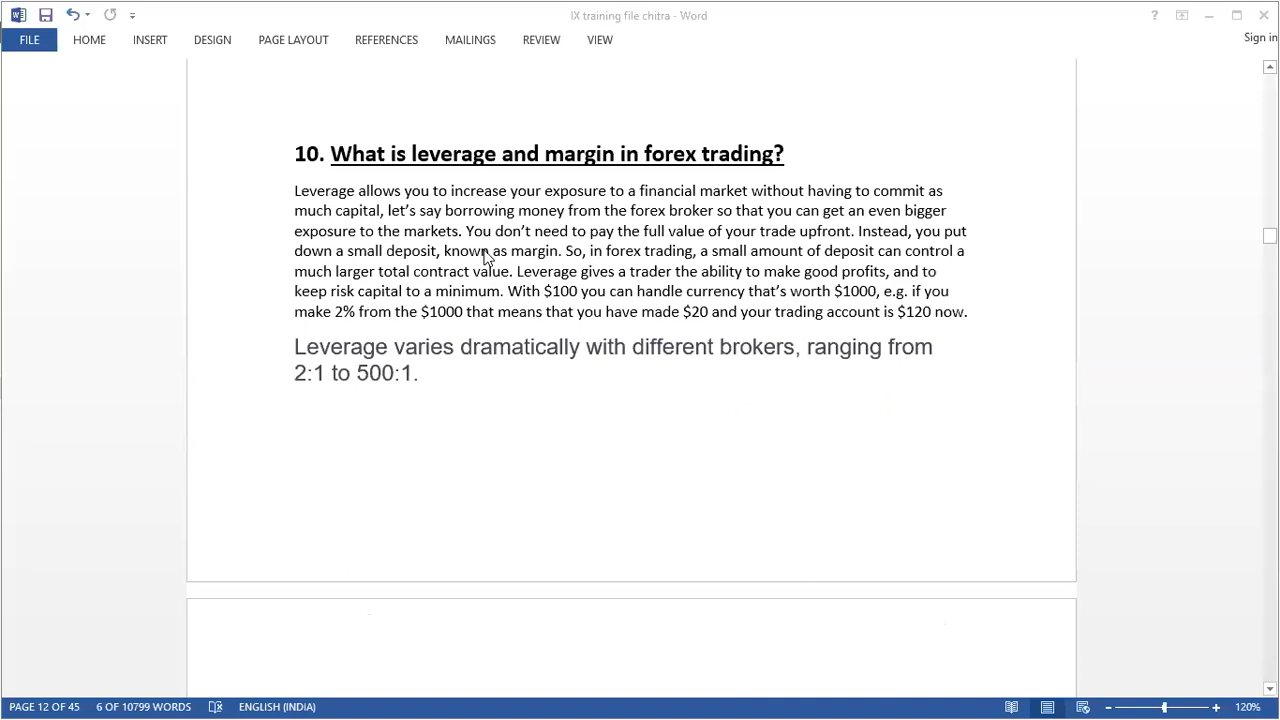 IX training file chitra - Word
?
FILE HOME INSERT DESIGN PAGE LAYOUT REFERENCES MAILINGS REVIEW VIEW Sign in
10. What is leverage and margin in forex trading?
Leverage allows you to increase your exposure to a financial market without having to commit as
much capital, let’s say borrowing money from the forex broker so that you can get an even bigger
exposure to the markets. You don’t need to pay the full value of your trade upfront. Instead, you put
down a small deposit, known as margin. So, in forex trading, a small amount of deposit can control a
much larger total contract value. Leverage gives a trader the ability to make good profits, and to
keep risk capital to a minimum. With $100 you can handle currency that’s worth $1000, e.g. if you
make 2% from the $1000 that means that you have made $20 and your trading account is $120 now.
Leverage varies dramatically with different brokers, ranging from
2:1 to 500:1.
PAGE 12 OF 45 6 OF 10799 WORDS ENGLISH (INDIA) 120%